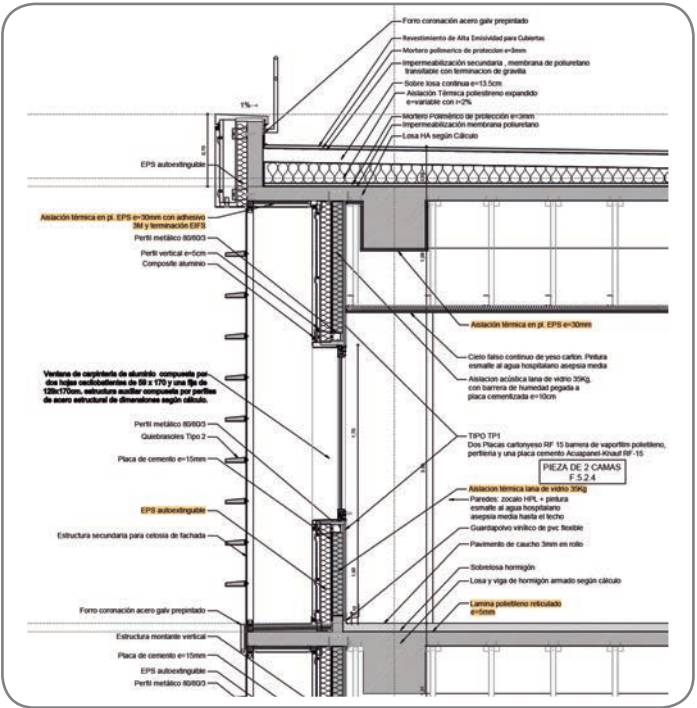 Forro coronación acero galv prepintado
Revestimiento de Alta Emisividad para Cubiertas
Mortero polimerico de proteccion e=3mm
Impermeabilización secundaria , membrana de poliuretano
transitable con terminacion de gravilla
Sobre losa continua e=13.5cm
Aislación Térmica poliestireno expandido
e=variable con i=2%
Mortero Polimérico de protección e=3mm
Impermeabilización membrana poliuretano
Losa HA según Cálculo
1%→
EPS autoextinguible
Aislación térmica en pl. EPS e=30mm con adhesivo
3M y terminación EIFS
Perfil metálico 80/60/3
Perfil vertical e=5cm
Composite aluminio
Aislación térmica en pl. EPS e=30mm
Cielo falso continuo de yeso carton. Pintura
esmalte al agua hospitalario asepsia media
Aislacion acústica lana de vidrio 35Kg,
con barrera de humedad pegada a
placa cementizada e=10cm
Ventana de carpintería de aluminio compuesta por
dos hojas oscilobatientes de 59 x 170 y una fija de
129x170cm. estructura auxiliar compuesta por perfiles
de acero estructural de dimensiones según cálculo.
Perfil metálico 80/60/3
Quiebrasoles Tipo 2
Placa de cemento e=15mm
TIPO TP1
Dos Placas cartonyeso RF 15 barrera de vaporfilm polietileno,
perfilería y una placa cemento Acuapanel-Knauf RF-15
PIEZA DE 2 CAMAS
F.5.2.4
Aislacion térmica lana de vidrio 35Kg
Paredes: zocalo HPL + pintura
esmalte al agua hospitalario
asepsia media hasta el techo
EPS autoextinguible
Guardapolvo vinílico de pvc flexible
Estructura secundaria para celosia de fachada
Pavimento de caucho 3mm en rollo
Sobrelosa hormigón
Losa y viga de hormigón armado según cálculo
Lamina polietileno reticulado
e=5mm
Forro coronación acero galv prepintado
Estructura montante vertical
Placa de cemento e=15mm
EPS autoextinguible
Perfil metálico 80/60/3